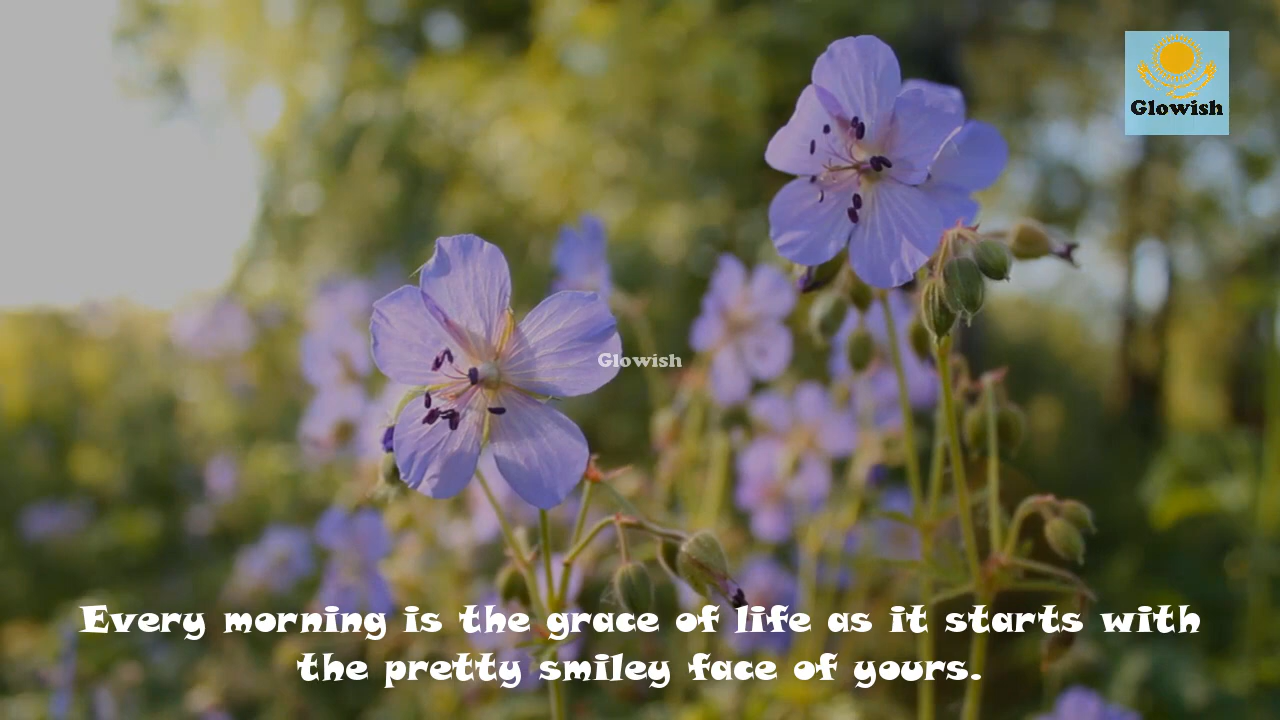 Glowish
Glowish
Every morning is the grace of life as it starts with
the pretty smiley face of yours.